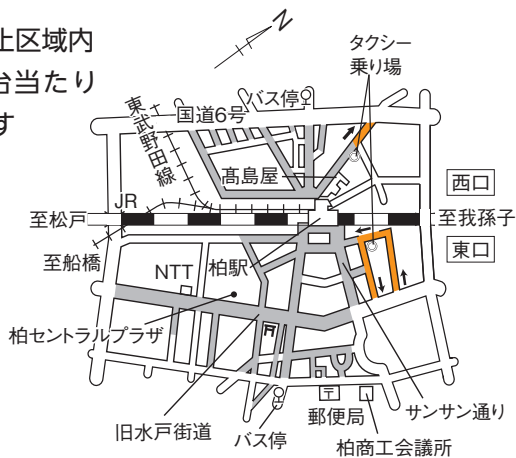 止区域内
台当たり
す
N
タクシー
乗り場
バス停
国道6号
東武野田線
髙島屋
西口
JR
至松戸
至我孫子
東口
至船橋
NTT
柏駅
柏セントラルプラザ
旧水戸街道
バス停
〒
郵便局
サンサン通り
柏商工会議所